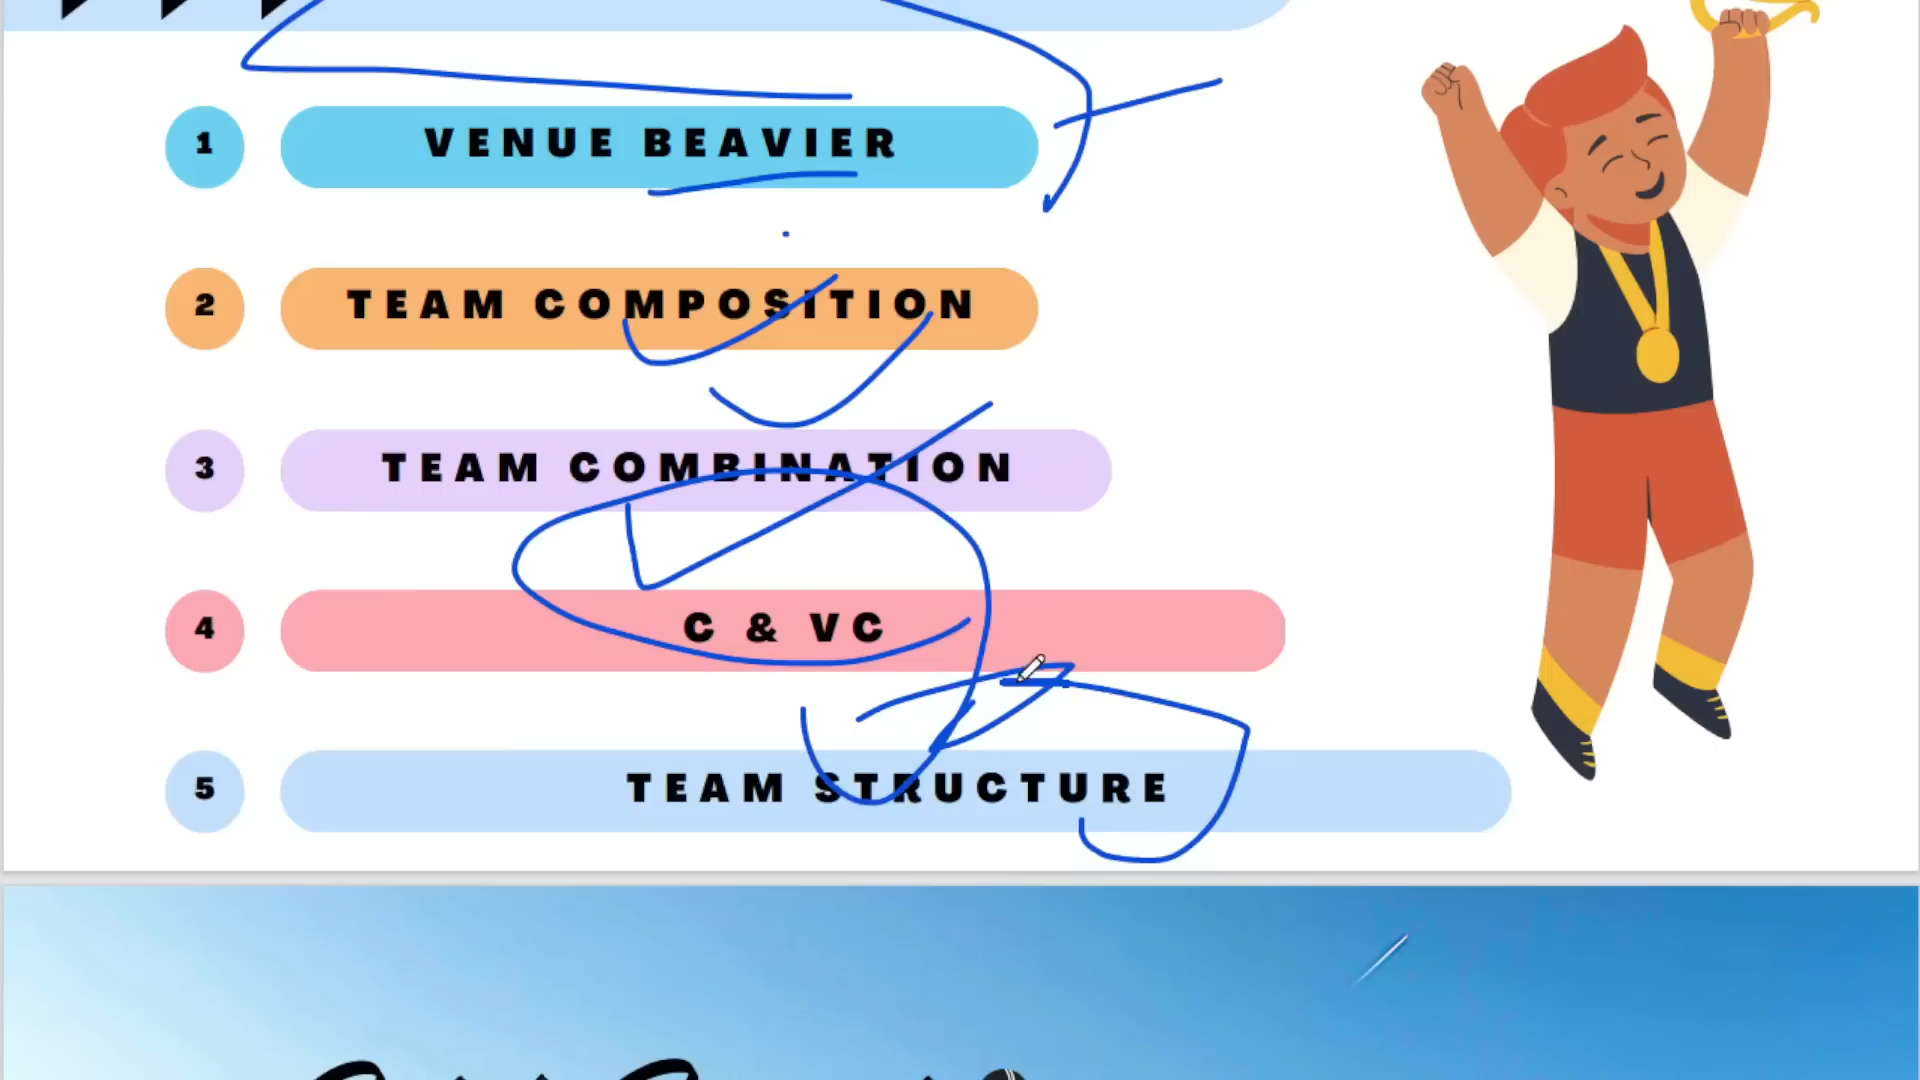 1 VENUE BEAVIER
2 TEAM COMPOSITION
3 TEAM COMBINATION
4 C & VC
5 TEAM STRUCTURE